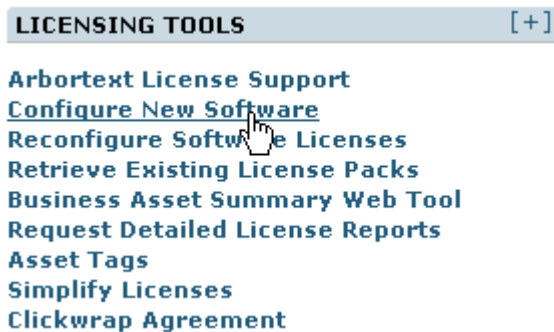 LICENSING TOOLS [+]
Arbortext License Support
Configure New Software
Reconfigure Software Licenses
Retrieve Existing License Packs
Business Asset Summary Web Tool
Request Detailed License Reports
Asset Tags
Simplify Licenses
Clickwrap Agreement